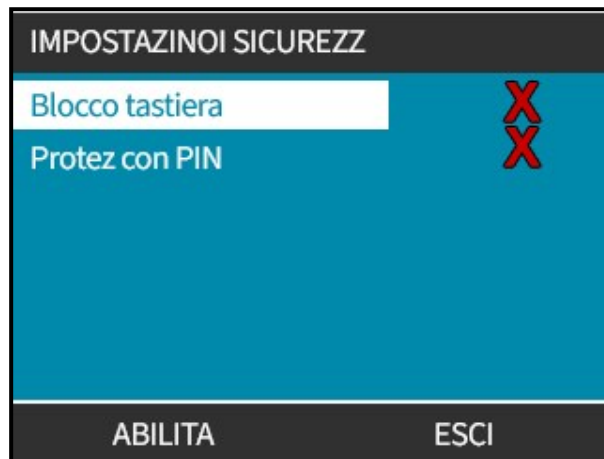 IMPOSTAZINOI SICUREZZ
Blocco tastiera
Protez con PIN
ABILITA ESCI